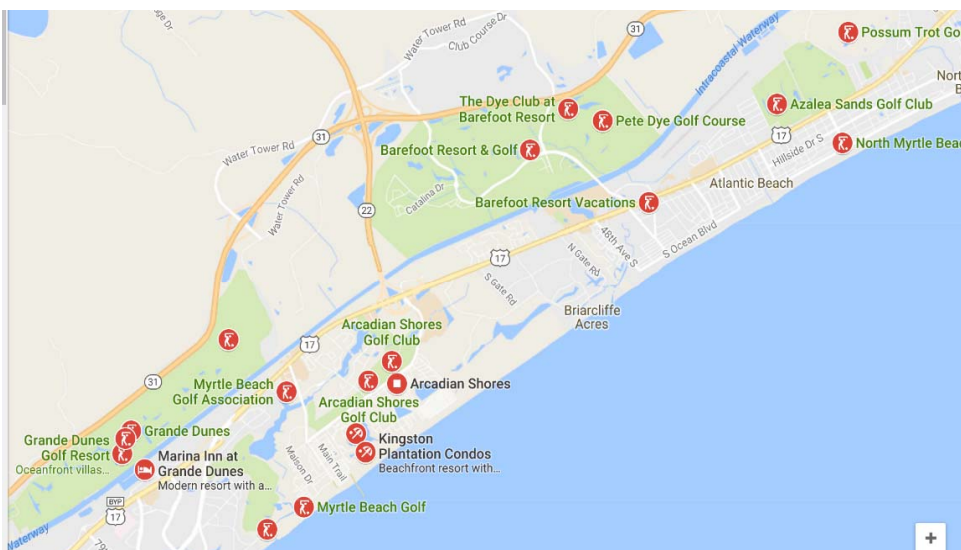 Water Tower Rd
Club Course Dr
31
Possum Trot Go
Intracoastal Waterway
The Dye Club at
Barefoot Resort
Pete Dye Golf Course
Azalea Sands Golf Club
17
Hillside Dr S
North Myrtle Beac
31
Water Tower Rd
Barefoot Resort & Golf
Water Tower Rd
Catalina Dr
22
Barefoot Resort Vacations
Atlantic Beach
S Ocean Blvd
48th Ave S
N Gate Rd
17
S Gate Rd
Briarcliffe
Acres
Arcadian Shores
Golf Club
17
31
Myrtle Beach
Golf Association
Arcadian Shores
Arcadian Shores
Golf Club
Grande Dunes
Grande Dunes
Golf Resort
Oceanfront villas...
Marina Inn at
Grande Dunes
Modern resort with a...
Kingston
Plantation Condos
Beachfront resort with...
Maison Dr
Main Trail
BYP
17
Myrtle Beach Golf
Waterway
+